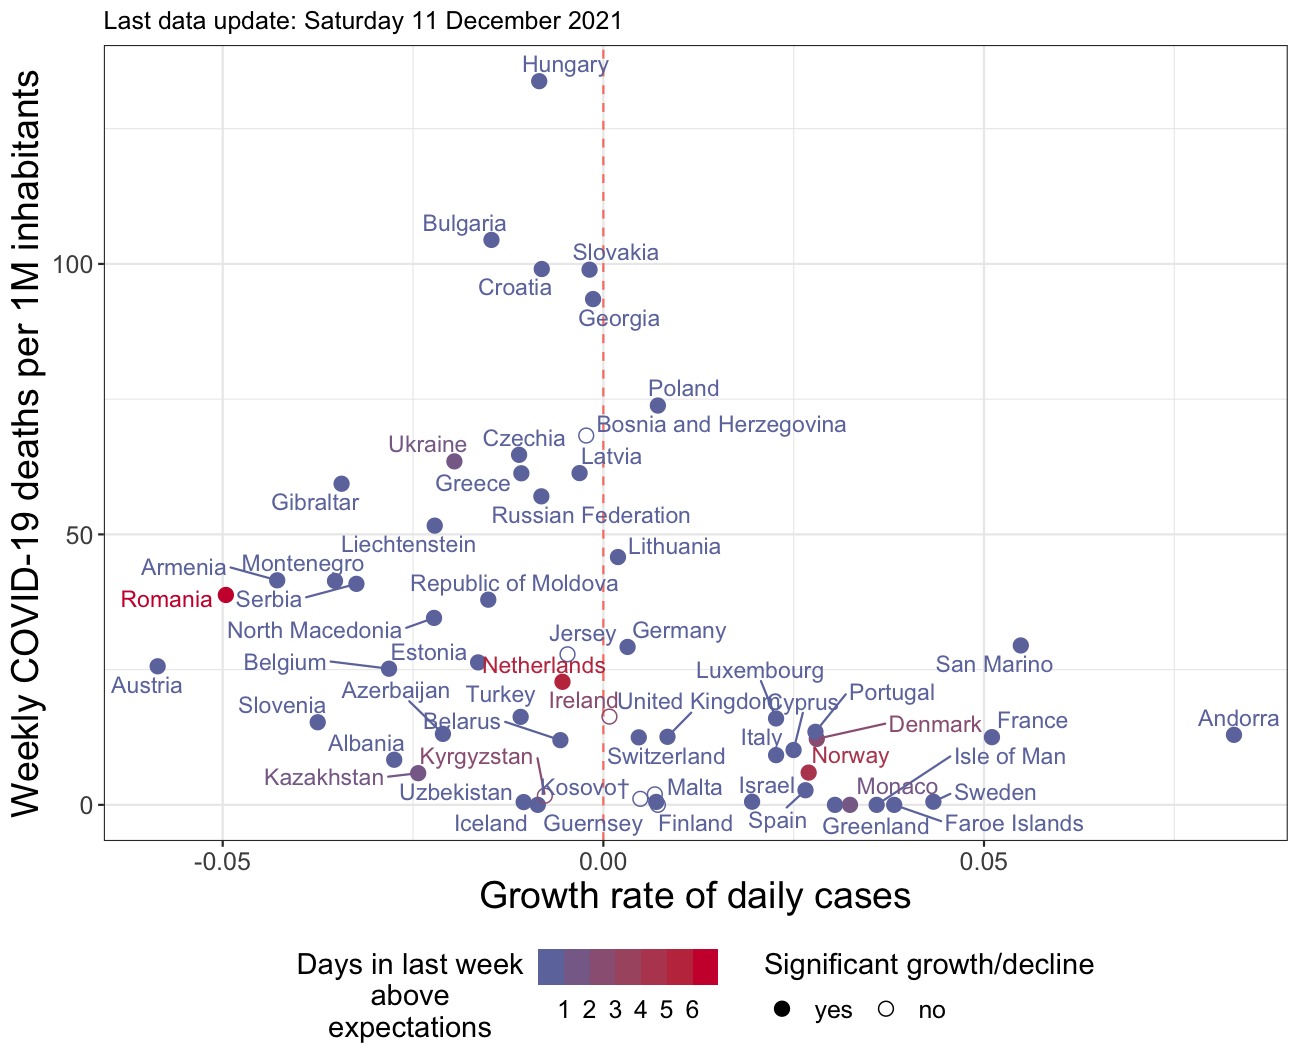 Last data update: Saturday 11 December 2021
Weekly COVID-19 deaths per 1M inhabitants
Hungary
Bulgaria
Slovakia
100
Croatia
Georgia
Poland
Bosnia and Herzegovina
Ukraine
Czechia
Latvia
Greece
Gibraltar
Russian Federation
50
Liechtenstein
Lithuania
Armenia
Montenegro
Republic of Moldova
Romania
Serbia
North Macedonia
Jersey
Germany
Belgium
Estonia
Netherlands
San Marino
Luxembourg
Austria
Azerbaijan
Turkey
Ireland
United Kingdom
Cyprus
Portugal
Slovenia
Belarus
Denmark
France
Andorra
Albania
Italy
Kyrgyzstan
Switzerland
Norway
Isle of Man
Kazakhstan
Uzbekistan
Kosovo†
Malta
Israel
Monaco
Sweden
0
Iceland
Guernsey
Finland
Spain
Greenland
Faroe Islands
-0.05
0.00
0.05
Growth rate of daily cases
Days in last week
above
expectations
1 2 3 4 5 6
Significant growth/decline
yes
no